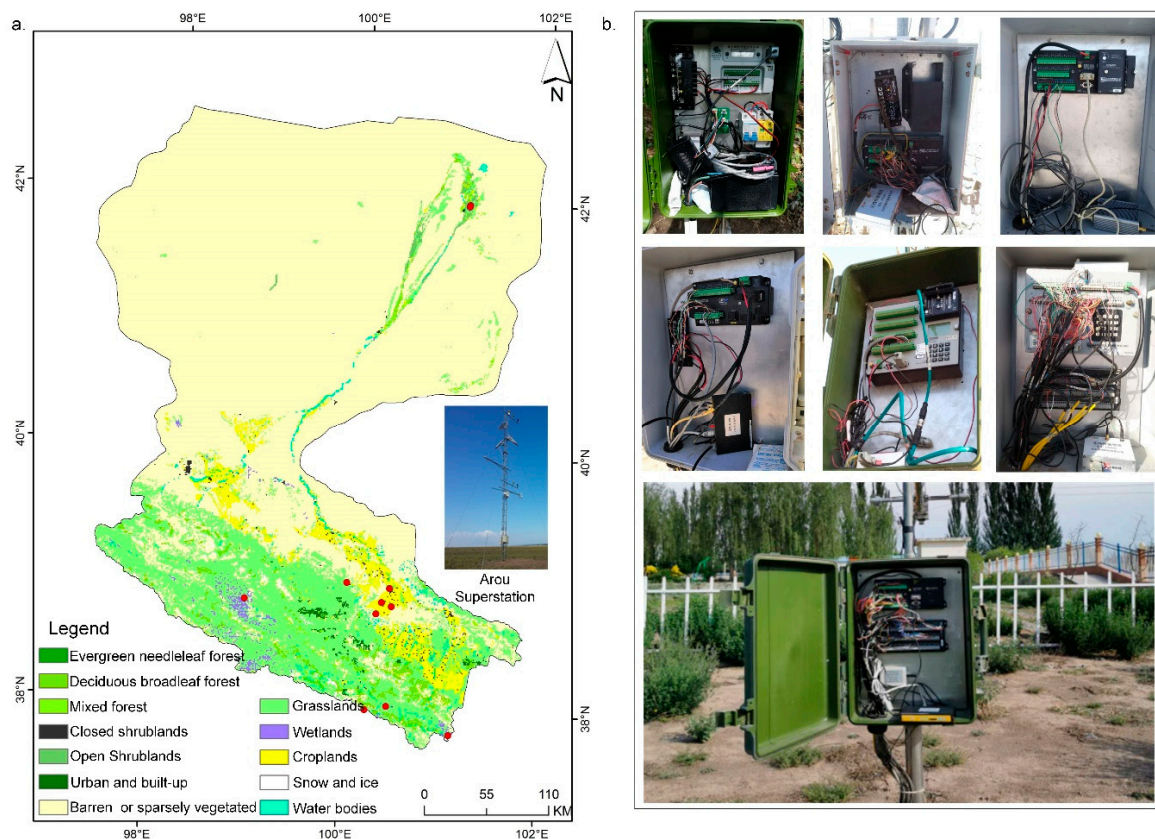 a.
98°E
100°E
102°E
N
42°N
42°N
40°N
40°N
Arou
Superstation
38°N
38°N
Legend
Evergreen needleleaf forest
Deciduous broadleaf forest
Mixed forest
Closed shrublands
Open Shrublands
Urban and built-up
Barren or sparsely vegetated
Grasslands
Wetlands
Croplands
Snow and ice
Water bodies
0 55 110
KM
98°E
100°E
102°E
b.